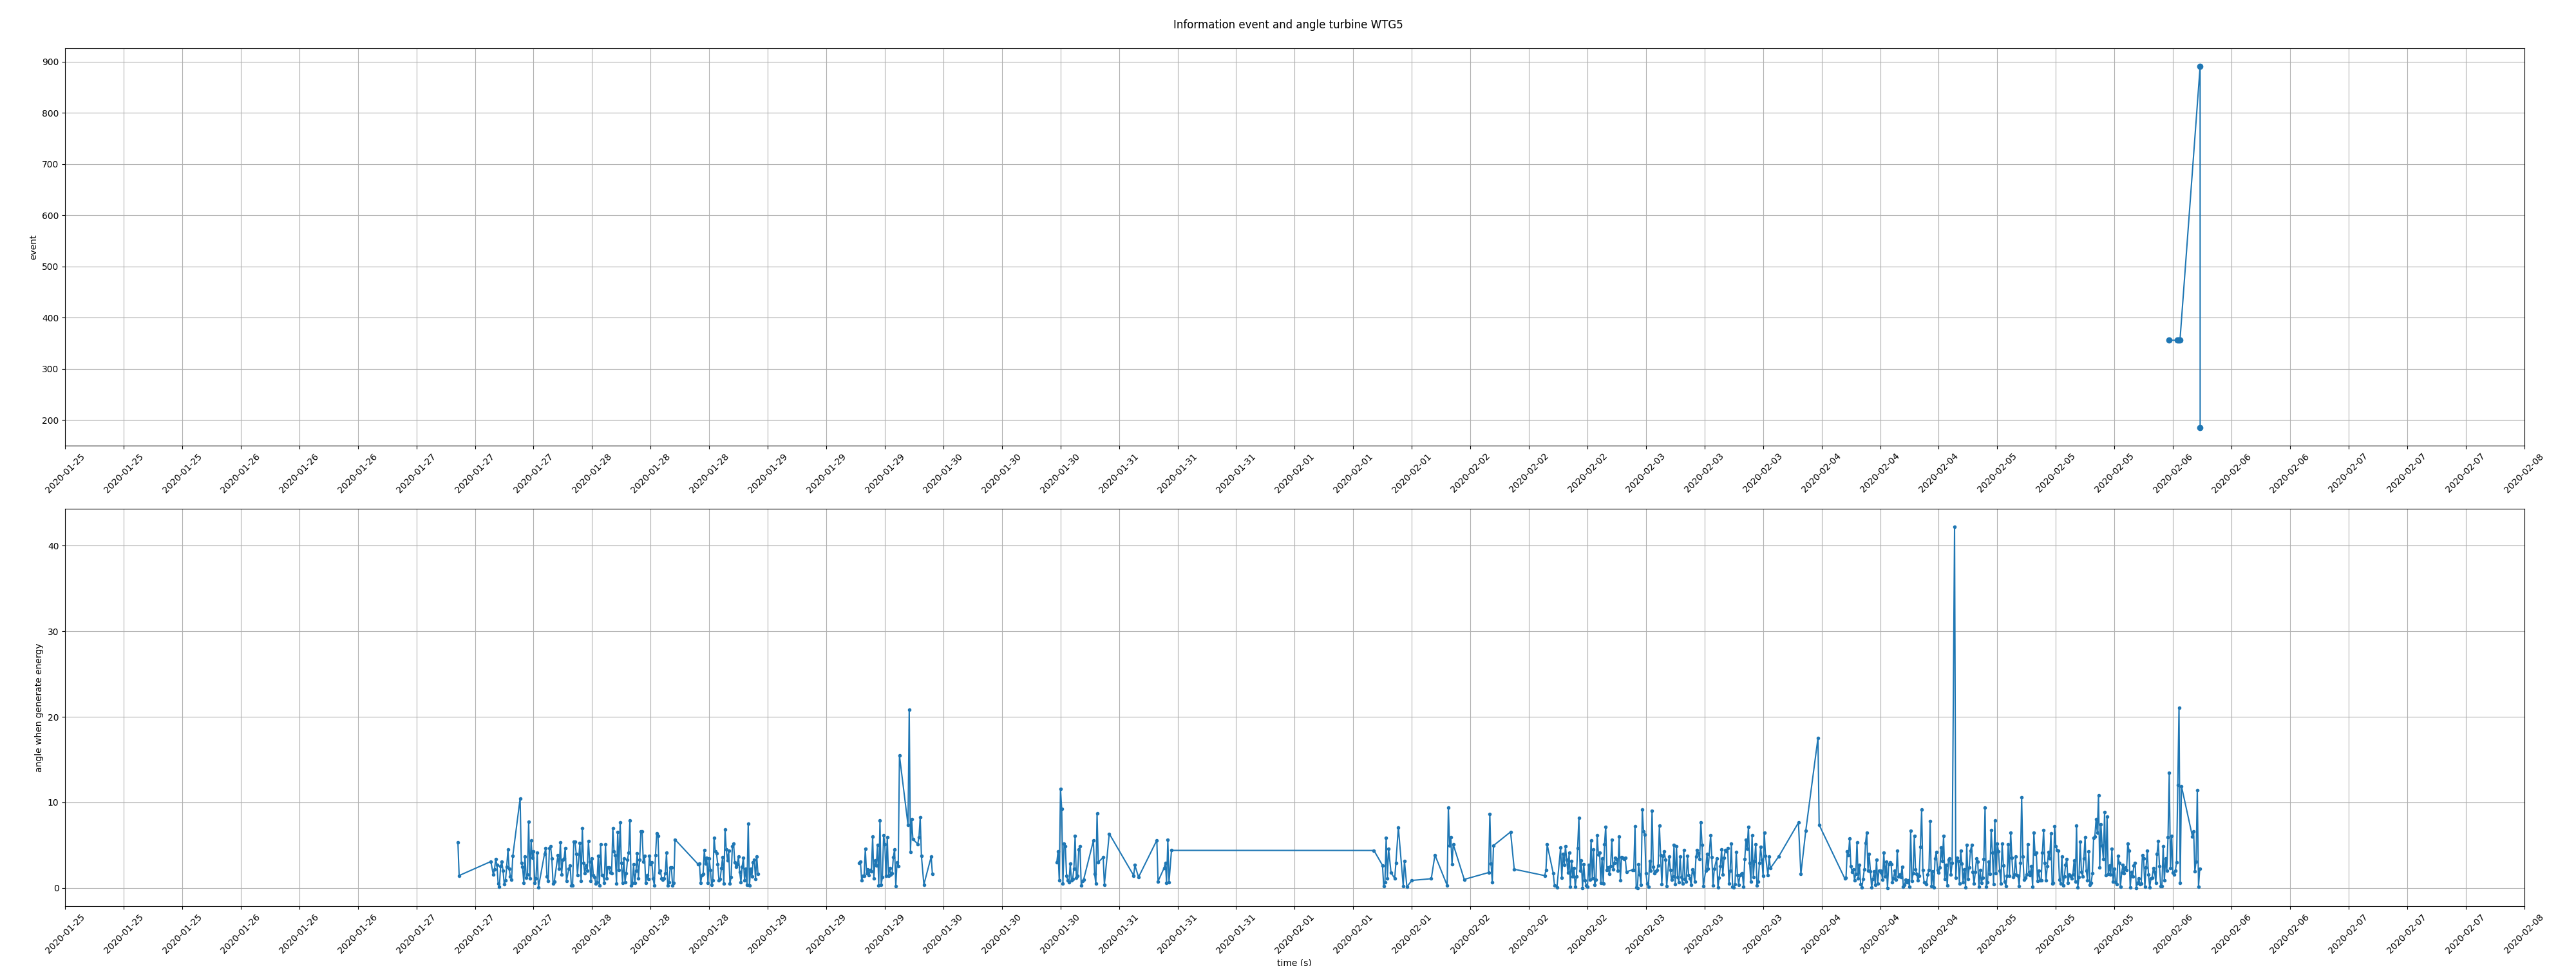 Information event and angle turbine WTG5
900
800
700
600
500
400
300
200
event
2020-01-25 2020-01-25 2020-01-25 2020-01-26 2020-01-26 2020-01-26 2020-01-27 2020-01-27 2020-01-27 2020-01-28 2020-01-28 2020-01-28 2020-01-29 2020-01-29 2020-01-29 2020-01-30 2020-01-30 2020-01-30 2020-01-31 2020-01-31 2020-01-31 2020-02-01 2020-02-01 2020-02-01 2020-02-02 2020-02-02 2020-02-02 2020-02-03 2020-02-03 2020-02-03 2020-02-04 2020-02-04 2020-02-04 2020-02-05 2020-02-05 2020-02-05 2020-02-06 2020-02-06 2020-02-06 2020-02-07 2020-02-07 2020-02-07 2020-02-08
40
30
20
10
0
angle when generate energy
2020-01-25 2020-01-25 2020-01-25 2020-01-26 2020-01-26 2020-01-26 2020-01-27 2020-01-27 2020-01-27 2020-01-28 2020-01-28 2020-01-28 2020-01-29 2020-01-29 2020-01-29 2020-01-30 2020-01-30 2020-01-30 2020-01-31 2020-01-31 2020-01-31 2020-02-01 2020-02-01 2020-02-01 2020-02-02 2020-02-02 2020-02-02 2020-02-03 2020-02-03 2020-02-03 2020-02-04 2020-02-04 2020-02-04 2020-02-05 2020-02-05 2020-02-05 2020-02-06 2020-02-06 2020-02-06 2020-02-07 2020-02-07 2020-02-07 2020-02-08
time (s)